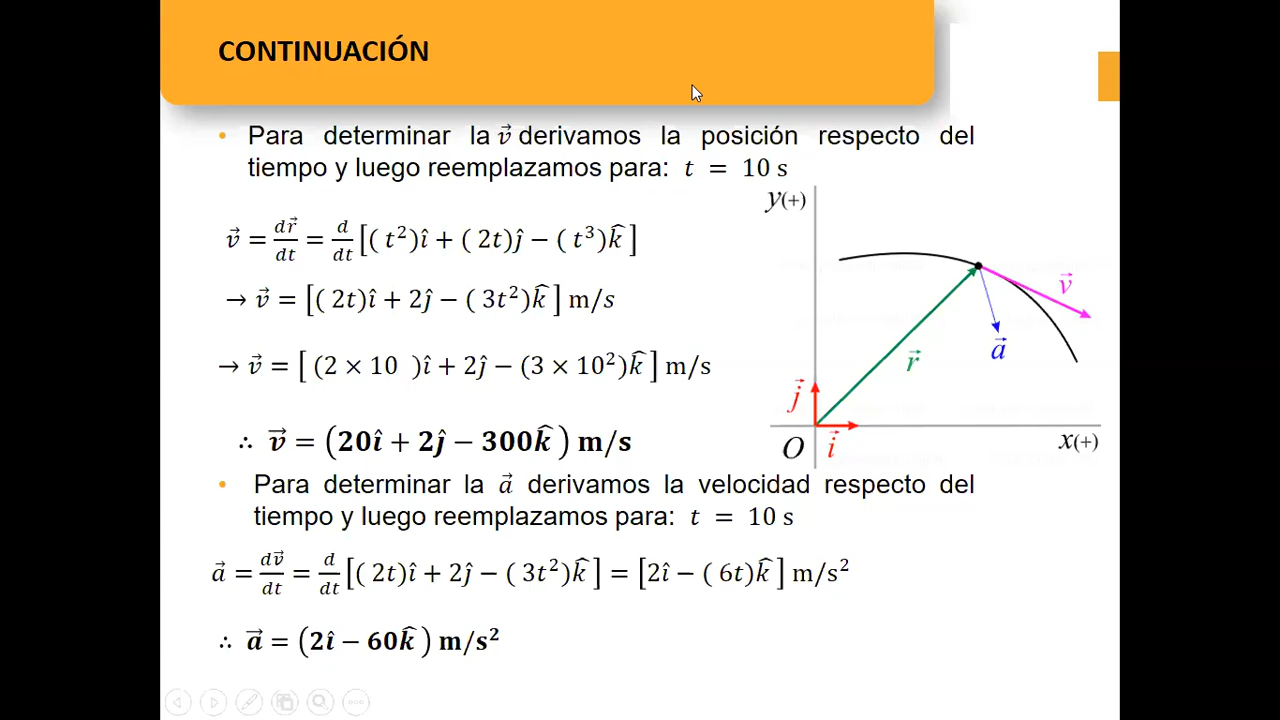 CONTINUACIÓN
• Para determinar la v⃗ derivamos la posición respecto del
tiempo y luego reemplazamos para: t = 10 s
v⃗ = dr⃗/dt = d/dt [( t²)î + ( 2t)ĵ − ( t³)k̂ ]
→ v⃗ = [( 2t)î + 2ĵ − ( 3t²)k̂ ] m/s
→ v⃗ = [ (2 × 10 )î + 2ĵ − (3 × 10²)k̂ ] m/s
∴ v⃗ = (20î + 2ĵ − 300k̂ ) m/s
y(+)
v⃗
a⃗
r⃗
j⃗
O
i⃗
x(+)
• Para determinar la a⃗ derivamos la velocidad respecto del
tiempo y luego reemplazamos para: t = 10 s
a⃗ = dv⃗/dt = d/dt [( 2t)î + 2ĵ − ( 3t²)k̂ ] = [2î − ( 6t)k̂ ] m/s²
∴ a⃗ = (2î − 60k̂ ) m/s²